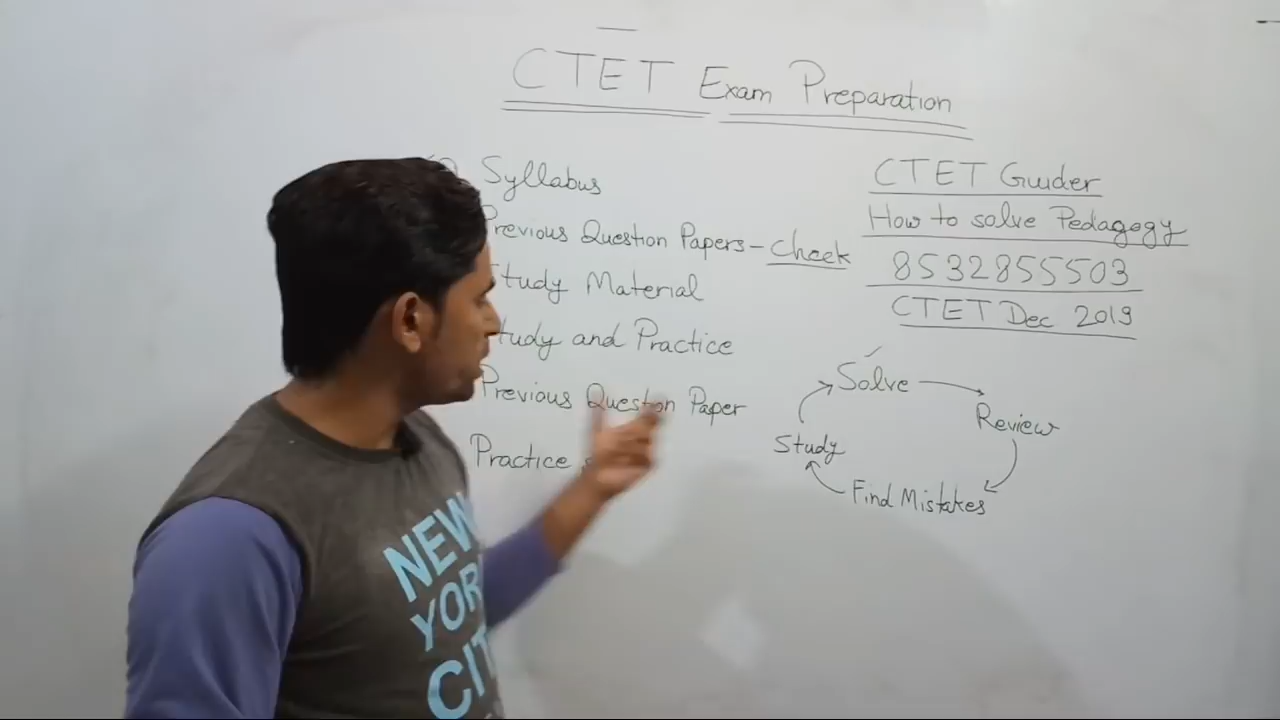 CTET Exam Preparation
Syllabus
Previous Question Papers - Check
Study Material
Study and Practice
Previous Question Paper
Practice
CTET Guider
How to solve Pedagogy
8532855503
CTET Dec 2019
Solve
Review
Find Mistakes
Study
NEW
YORK
CIT